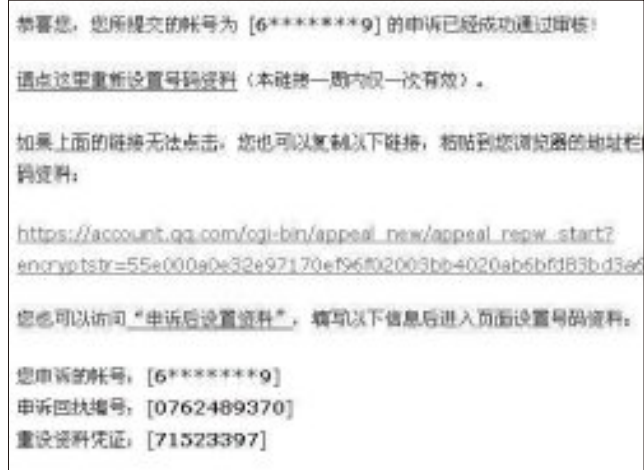 恭喜您，您所提交的帐号为 [6*******9] 的申诉已经成功通过审核！
请点这里重新设置号码资料（本链接一周内仅一次有效）。
如果上面的链接无法点击，您也可以复制以下链接，粘贴到您浏览器的地址栏
码资料：
https://account.qq.com/cgi-bin/appeal_new/appeal_repw_start?
encryptstr=55e000a0e32e97170ef96f02003bb4020ab6bfd83bd3a6
您也可以访问“申诉后设置资料”，填写以下信息后进入页面设置号码资料：
您申诉的帐号：[6*******9]
申诉回执编号：[0762489370]
重设资料凭证：[71523397]